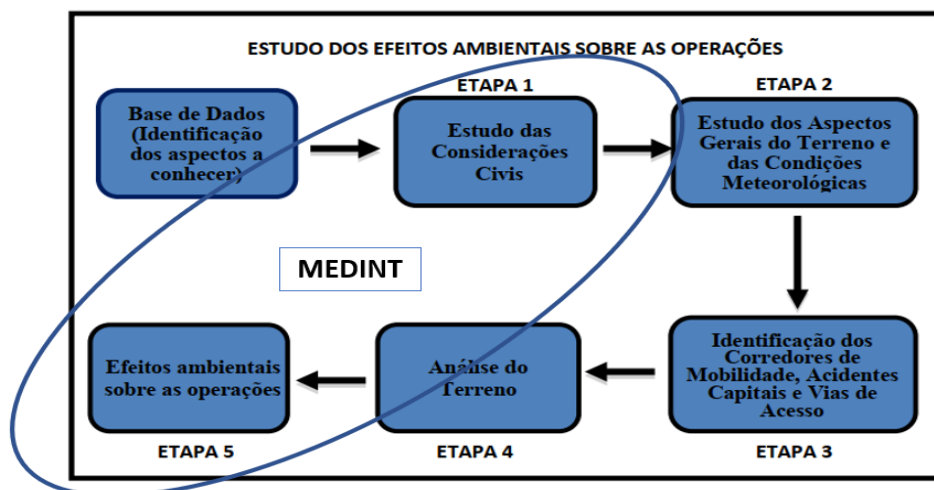 ESTUDO DOS EFEITOS AMBIENTAIS SOBRE AS OPERAÇÕES
ETAPA 1
ETAPA 2
Base de Dados
(Identificação
dos aspectos a
conhecer)
Estudo das
Considerações
Civis
Estudo dos Aspectos
Gerais do Terreno e
das Condições
Meteorológicas
MEDINT
Identificação dos
Corredores de
Mobilidade, Acidentes
Capitais e Vias de
Acesso
Análise do
Terreno
Efeitos ambientais
sobre as operações
ETAPA 5
ETAPA 4
ETAPA 3